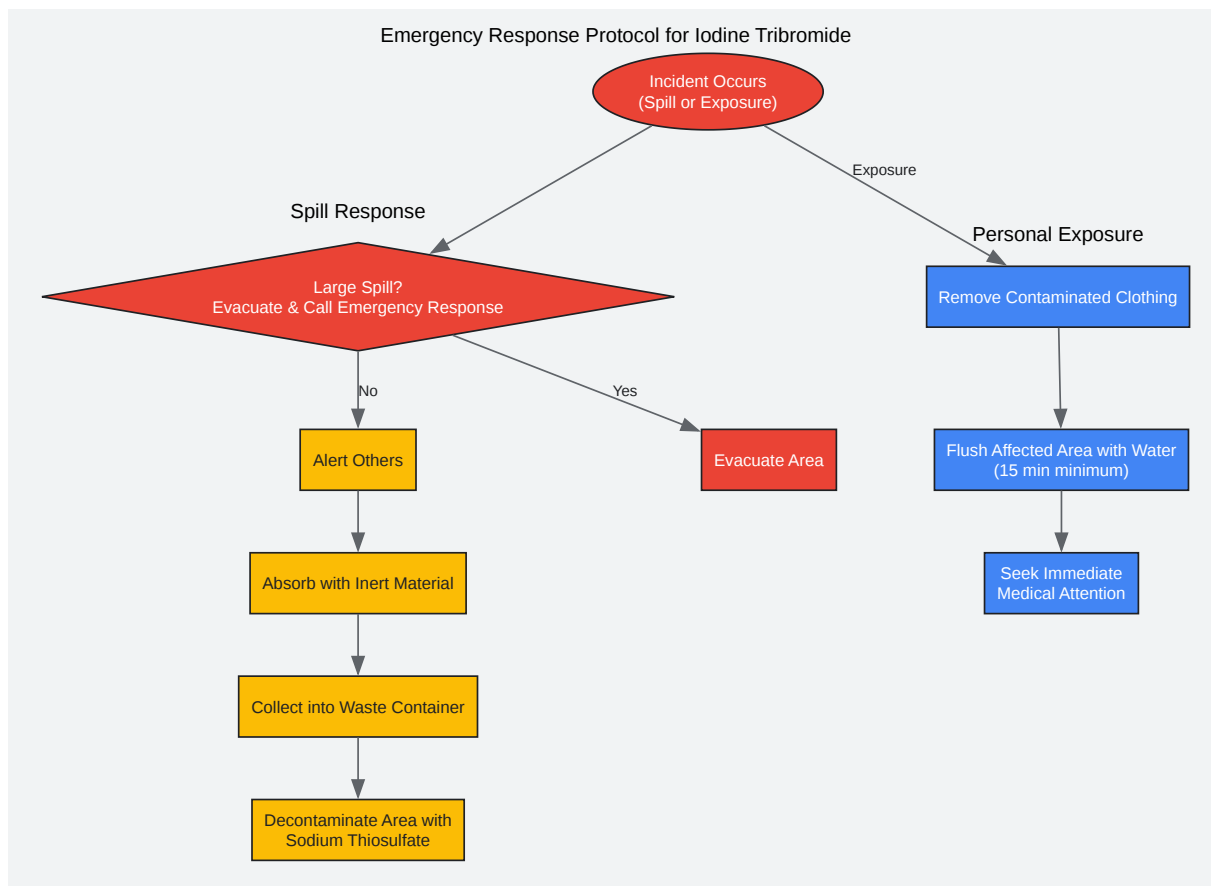 Emergency Response Protocol for Iodine Tribromide
Incident Occurs
(Spill or Exposure)
Exposure
Spill Response
Personal Exposure
Large Spill?
Evacuate & Call Emergency Response
Remove Contaminated Clothing
No
Yes
Alert Others
Evacuate Area
Flush Affected Area with Water
(15 min minimum)
Absorb with Inert Material
Seek Immediate
Medical Attention
Collect into Waste Container
Decontaminate Area with
Sodium Thiosulfate